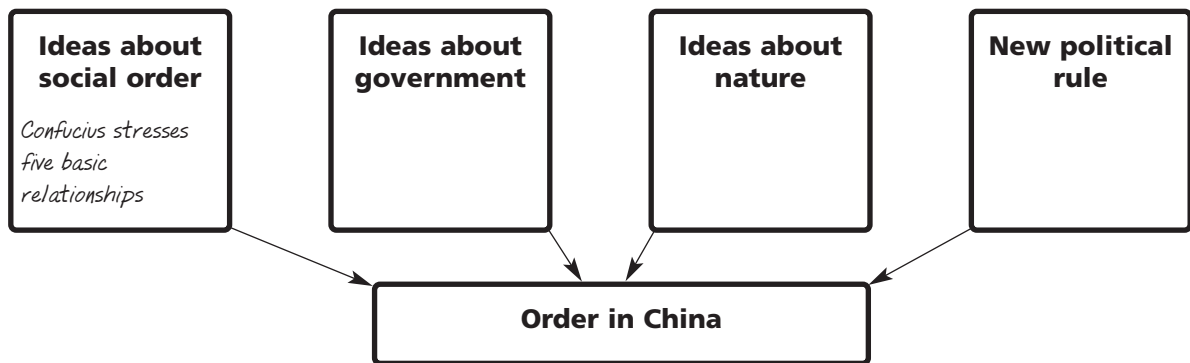 Ideas about
social order
Confucius stresses
five basic
relationships
Ideas about
government
Ideas about
nature
New political
rule
Order in China